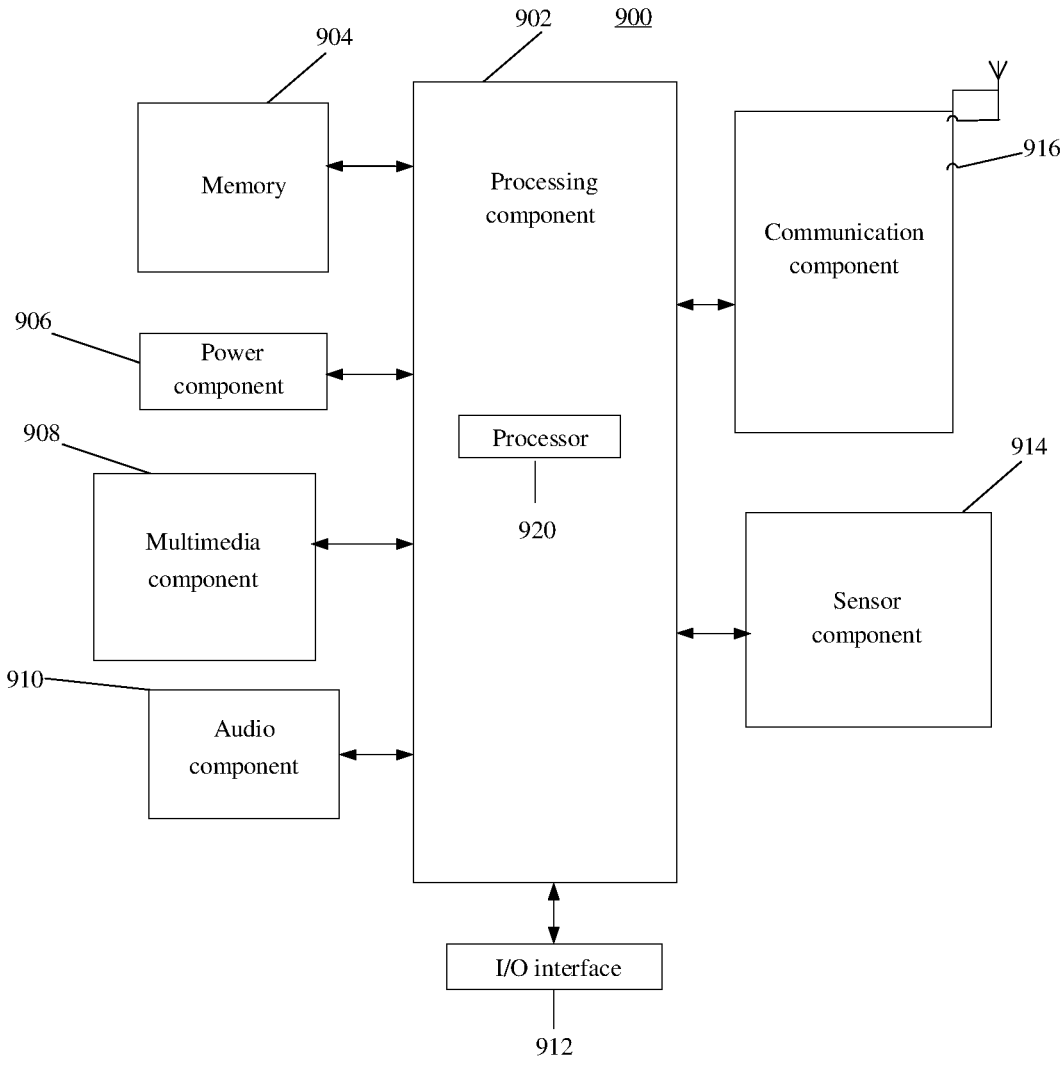 902
900
904
Memory
Processing
component
916
Communication
component
906
Power
component
908
Processor
920
914
Multimedia
component
Sensor
component
910
Audio
component
I/O interface
912